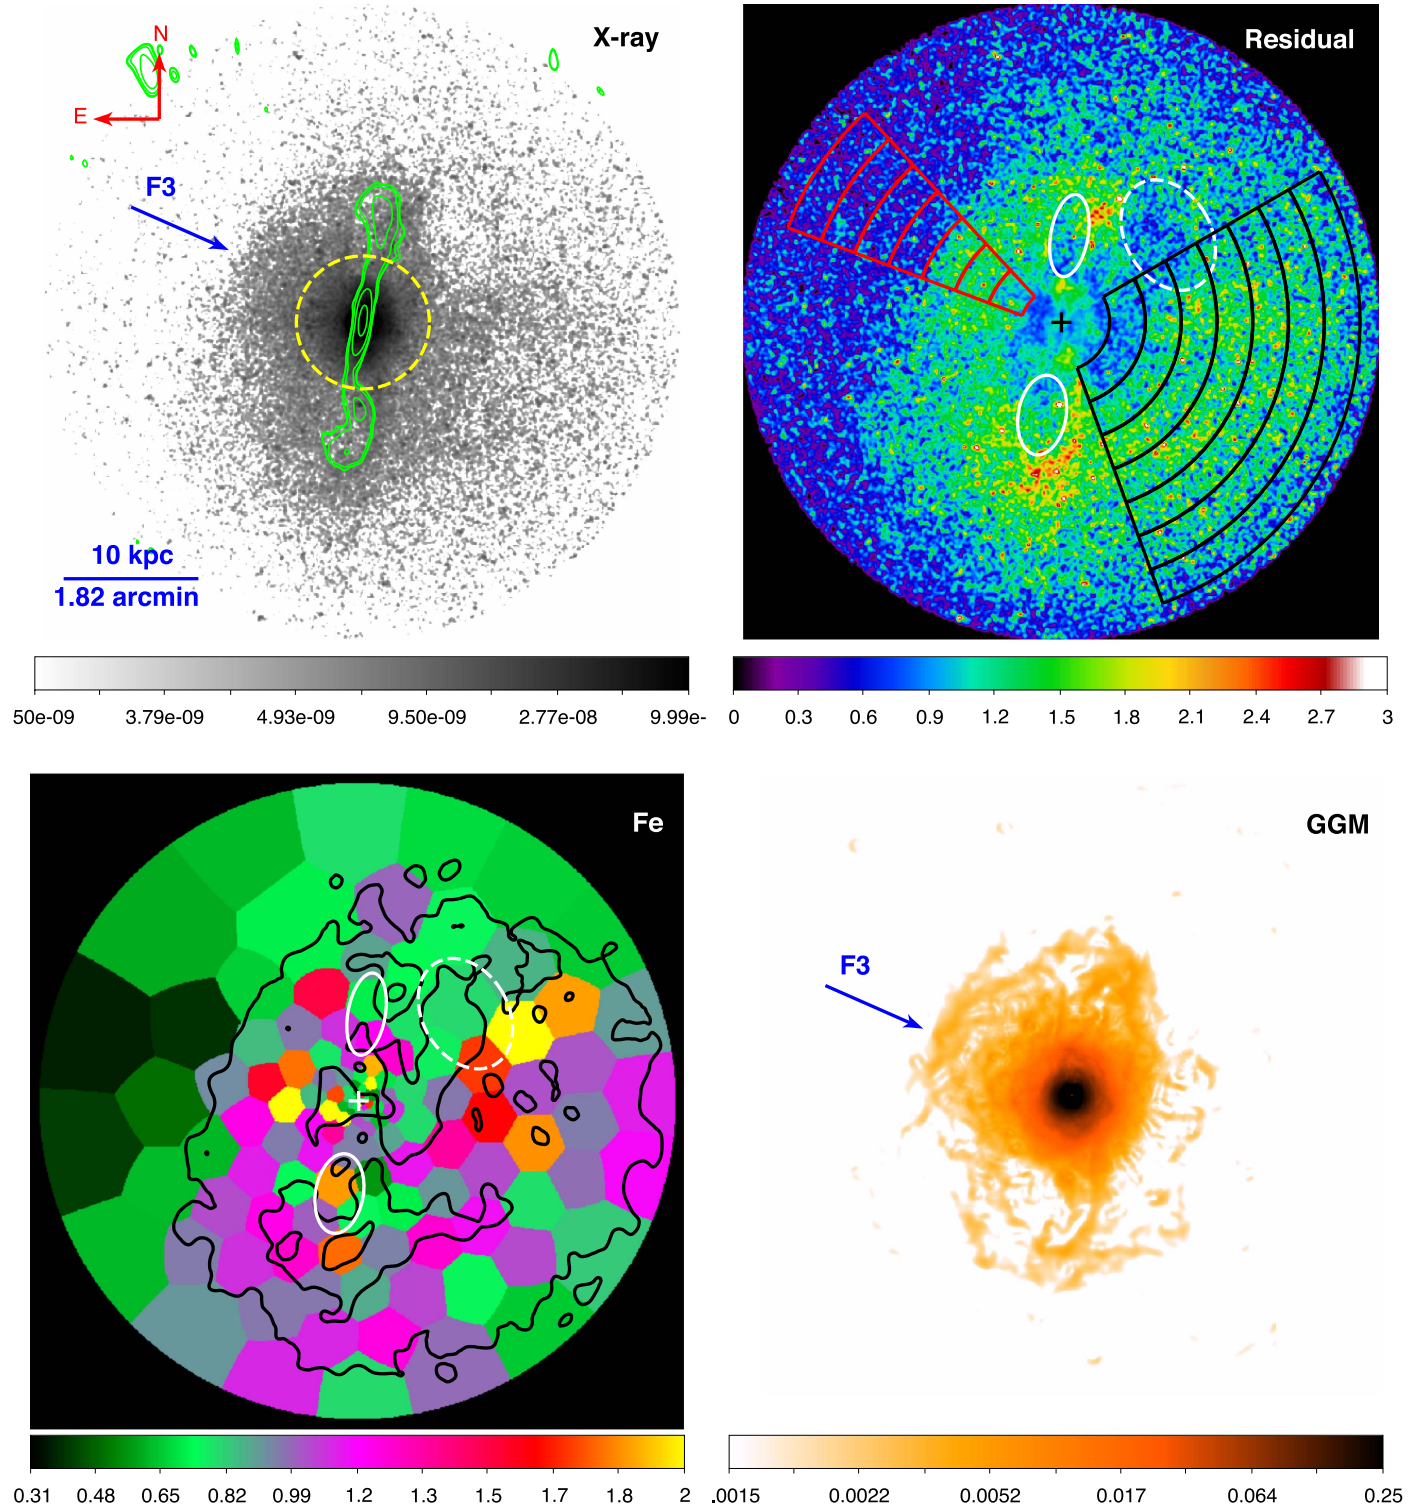 X-ray
N
E
F3
10 kpc
1.82 arcmin
50e-09 3.79e-09 4.93e-09 9.50e-09 2.77e-08 9.99e-
Residual
0 0.3 0.6 0.9 1.2 1.5 1.8 2.1 2.4 2.7 3
Fe
0.31 0.48 0.65 0.82 0.99 1.2 1.3 1.5 1.7 1.8 2
GGM
F3
.0015 0.0022 0.0052 0.017 0.064 0.25